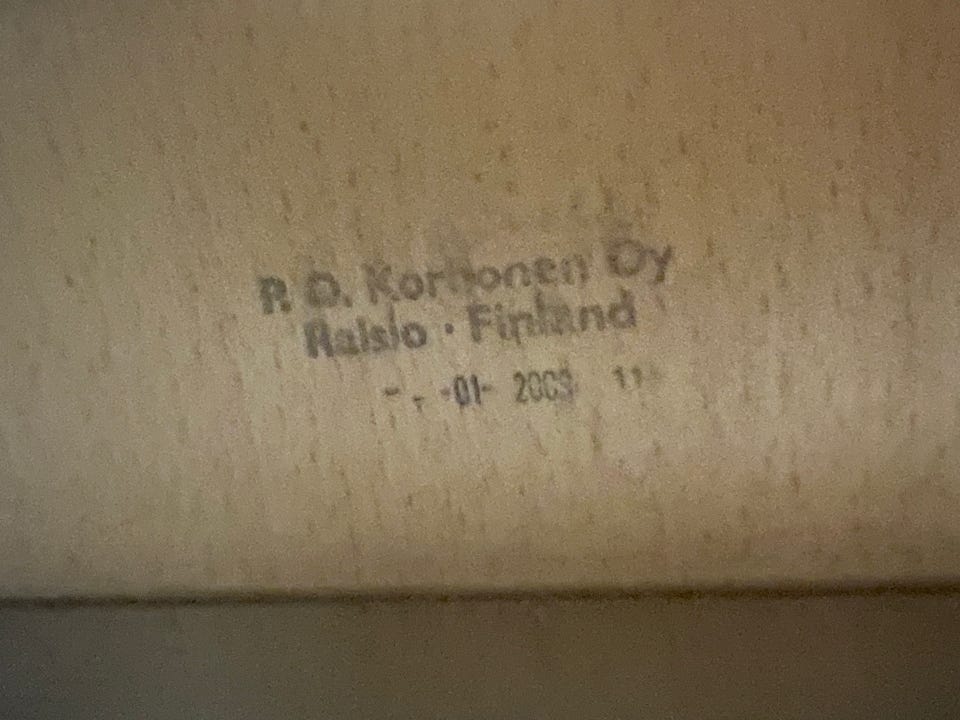 P. O. Korhonen Oy
Raisio · Finland
- - -01- 2003 11